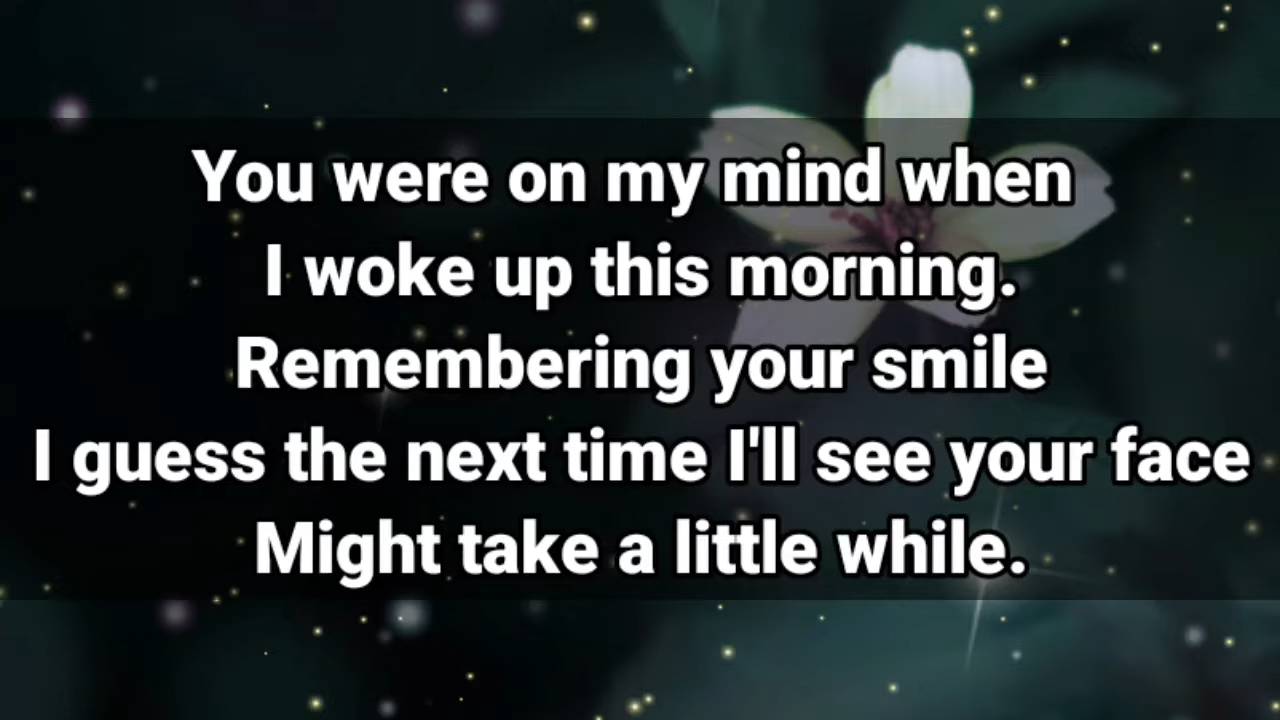 You were on my mind when
I woke up this morning.
Remembering your smile
I guess the next time I'll see your face
Might take a little while.